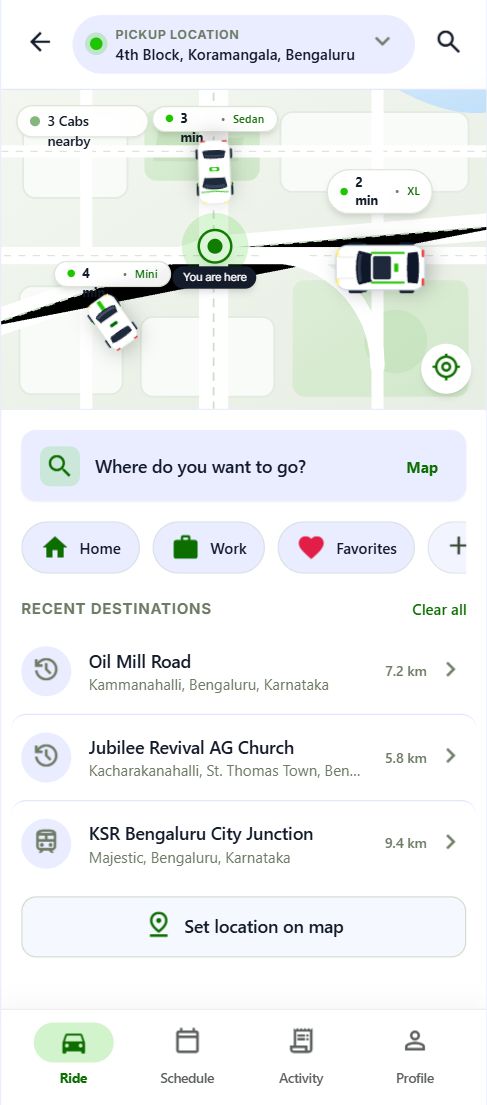 PICKUP LOCATION
4th Block, Koramangala, Bengaluru
3 Cabs
nearby
3
min
• Sedan
2
min
• XL
4
min
• Mini
You are here
Where do you want to go?
Map
Home
Work
Favorites
RECENT DESTINATIONS
Clear all
Oil Mill Road
Kammanahalli, Bengaluru, Karnataka
7.2 km
Jubilee Revival AG Church
Kacharakanahalli, St. Thomas Town, Ben...
5.8 km
KSR Bengaluru City Junction
Majestic, Bengaluru, Karnataka
9.4 km
Set location on map
Ride
Schedule
Activity
Profile